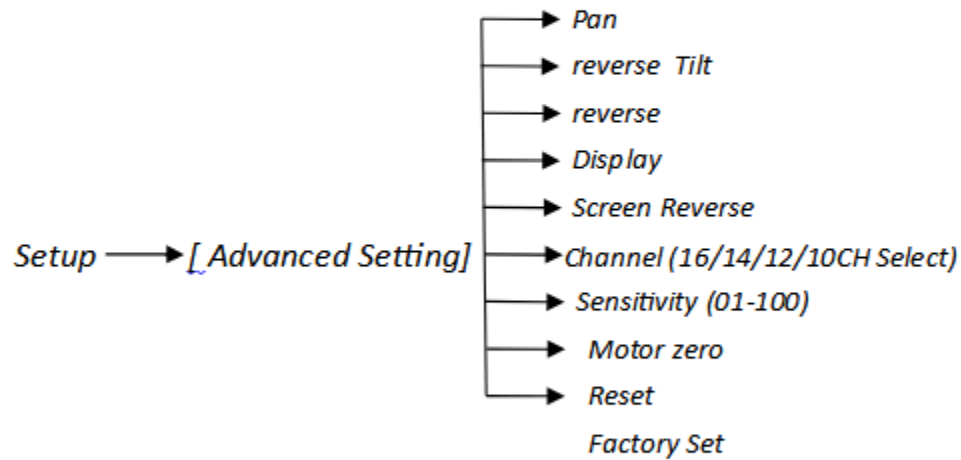 Pan
reverse Tilt
reverse
Display
Screen Reverse
Setup [ Advanced Setting] Channel (16/14/12/10CH Select)
Sensitivity (01-100)
Motor zero
Reset
Factory Set